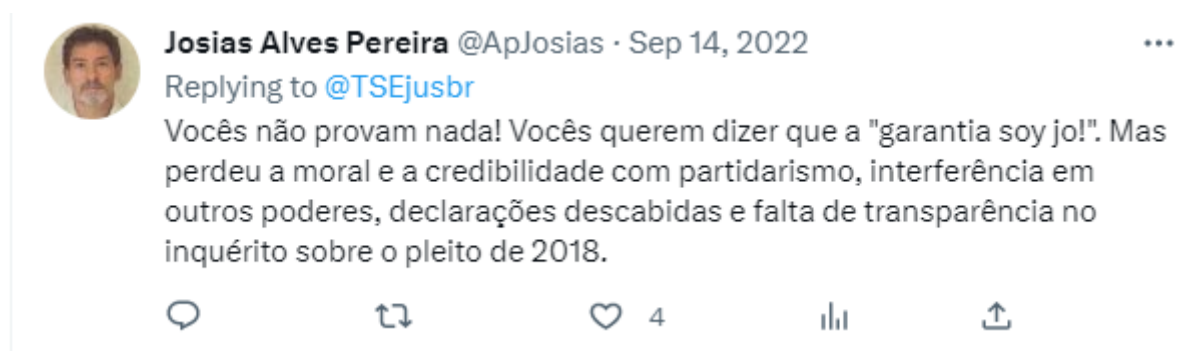 Josias Alves Pereira @ApJosias · Sep 14, 2022
Replying to @TSEjusbr
Vocês não provam nada! Vocês querem dizer que a "garantia soy jo!". Mas
perdeu a moral e a credibilidade com partidarismo, interferência em
outros poderes, declarações descabidas e falta de transparência no
inquérito sobre o pleito de 2018.
4